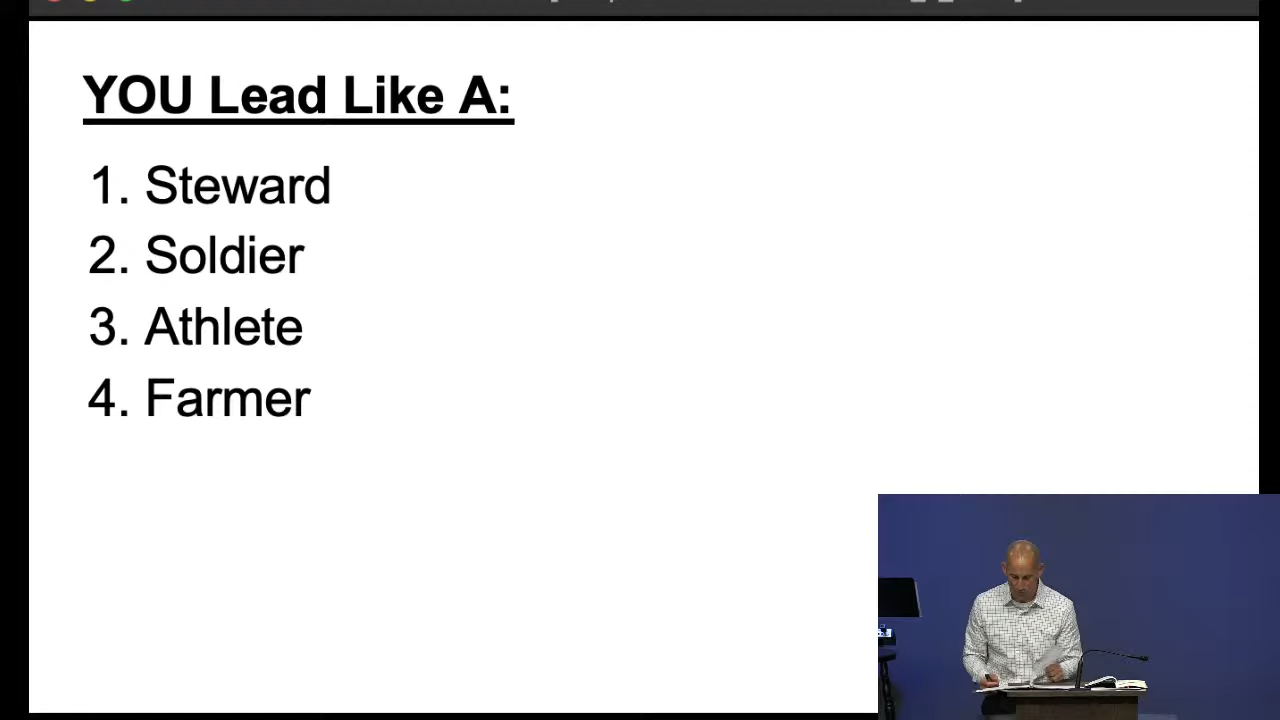 YOU Lead Like A:
1. Steward
2. Soldier
3. Athlete
4. Farmer